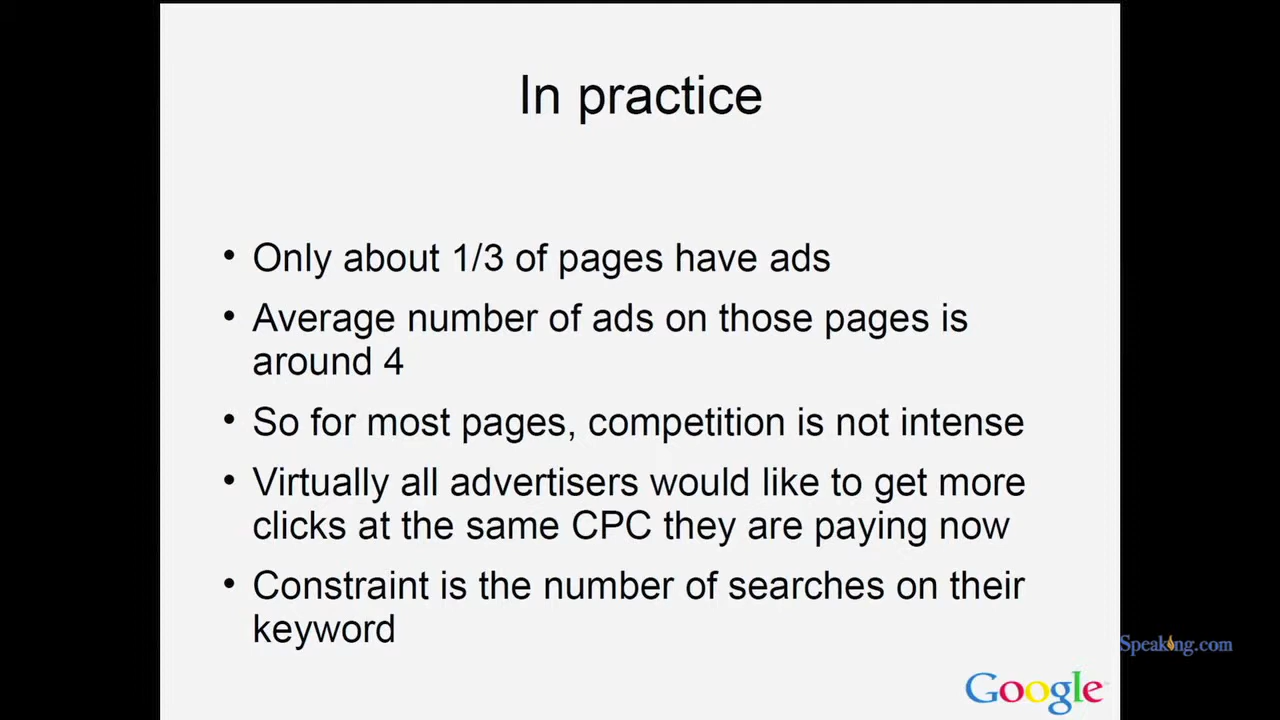 In practice
• Only about 1/3 of pages have ads
• Average number of ads on those pages is
around 4
• So for most pages, competition is not intense
• Virtually all advertisers would like to get more
clicks at the same CPC they are paying now
• Constraint is the number of searches on their
keyword
Speaking.com
Google